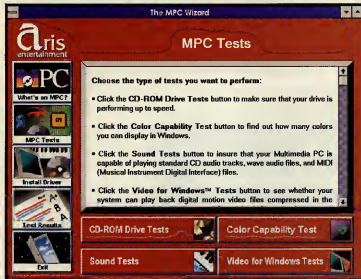 The MPC Wizard
aris
entertainment
MPC Tests
PC
What's an MPC?
MPC Tests
Install Driver
Test Results
Exit
Choose the type of tests you want to perform:
• Click the CD-ROM Drive Tests button to make sure that your drive is
performing up to speed.
• Click the Color Capability Test button to find out how many colors
you can display in Windows.
• Click the Sound Tests button to insure that your Multimedia PC is
capable of playing standard CD audio tracks, wave audio files, and MIDI
(Musical Instrument Digital Interface) files.
• Click the Video for Windows™ Tests button to see whether your
system can play back digital motion video files compressed in the
CD-ROM Drive Tests
Color Capability Test
Sound Tests
Video for Windows Tests